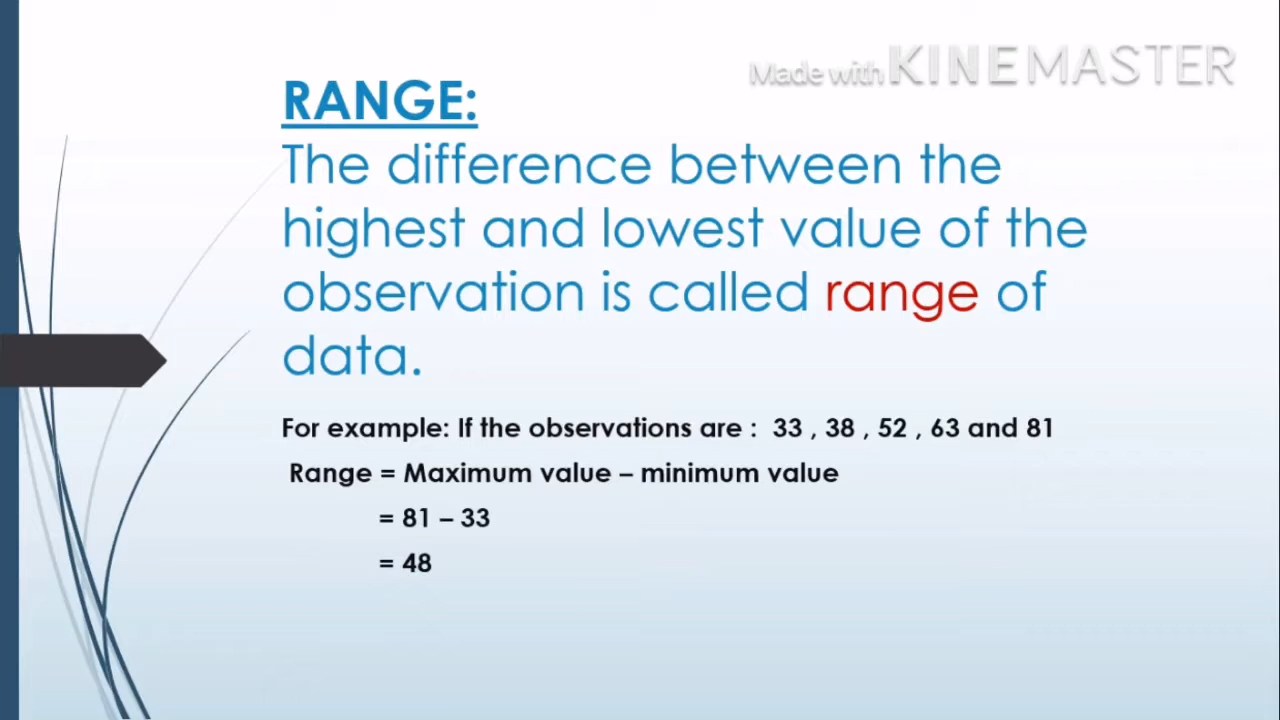 Made with KINEMASTER
RANGE:
The difference between the
highest and lowest value of the
observation is called range of
data.
For example: If the observations are : 33 , 38 , 52 , 63 and 81
Range = Maximum value – minimum value
= 81 – 33
= 48